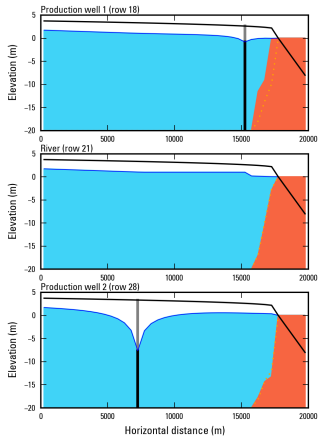 Production well 1 (row 18)
5
0
−5
−10
−15
−20
Elevation (m)
0 5000 10000 15000 20000
River (row 21)
5
0
−5
−10
−15
−20
Elevation (m)
0 5000 10000 15000 20000
Production well 2 (row 28)
5
0
−5
−10
−15
−20
Elevation (m)
0 5000 10000 15000 20000
Horizontal distance (m)